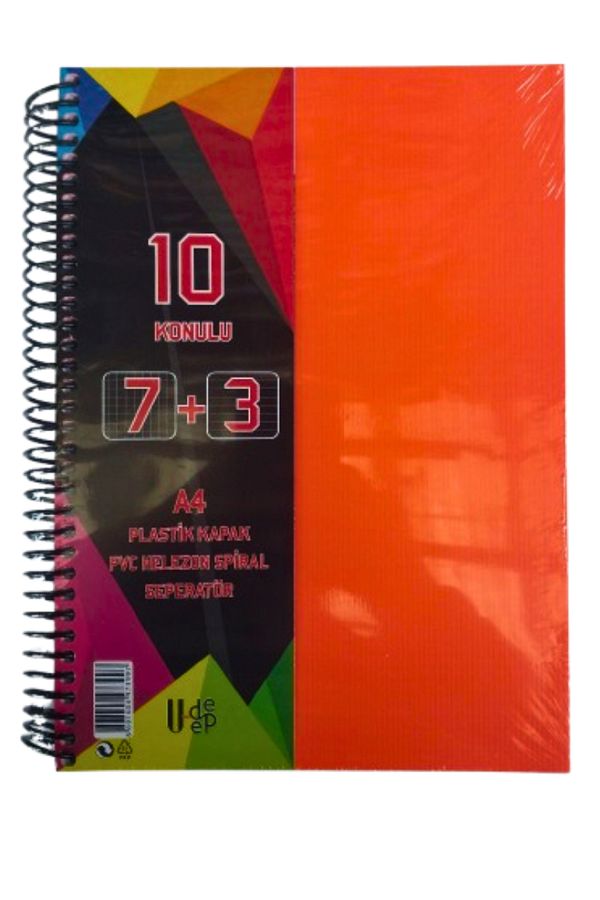 10
KONULU
7 + 3
A4
PLASTİK KAPAK
PVC HELEZON SPİRAL
SEPERATÖR
U-deep